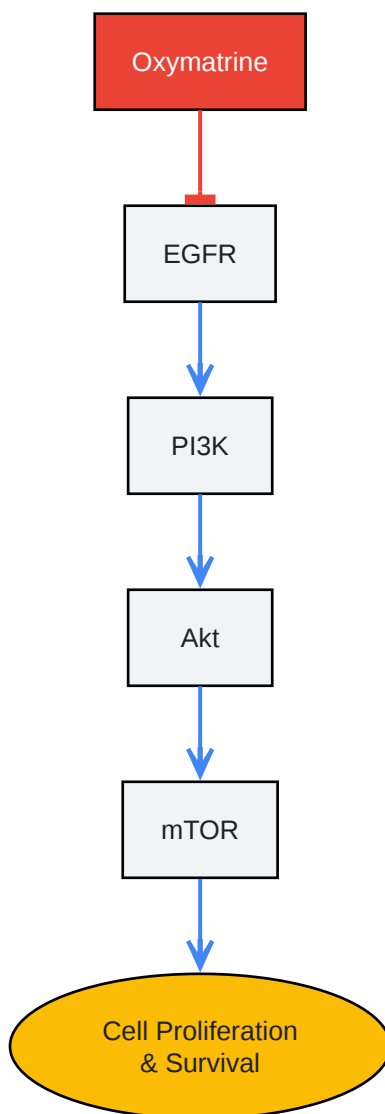 Oxymatrine
EGFR
PI3K
Akt
mTOR
Cell Proliferation
& Survival